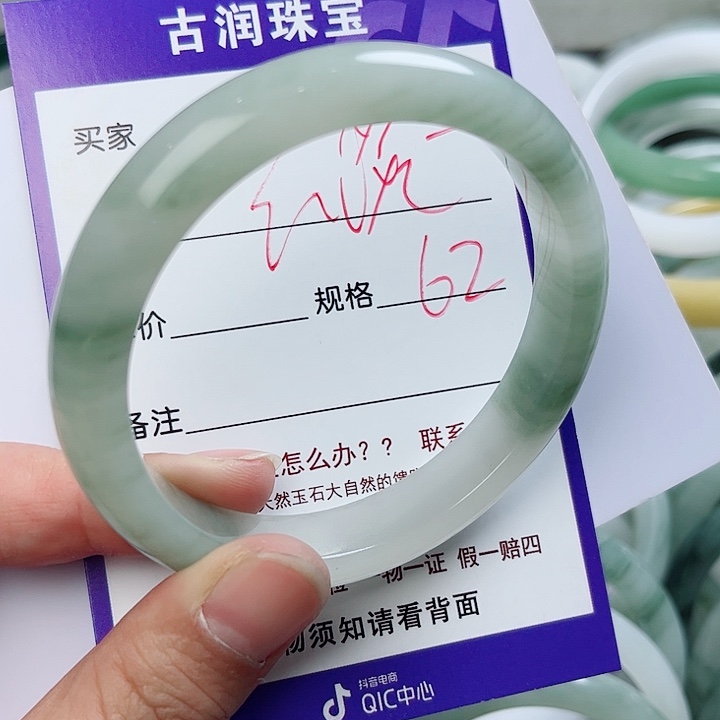 古润珠宝
买家
价 规格 62
备注
怎么办？？ 联系
天然玉石大自然的馈
一物一证 假一赔四
物须知请看背面
抖音电商
QIC中心